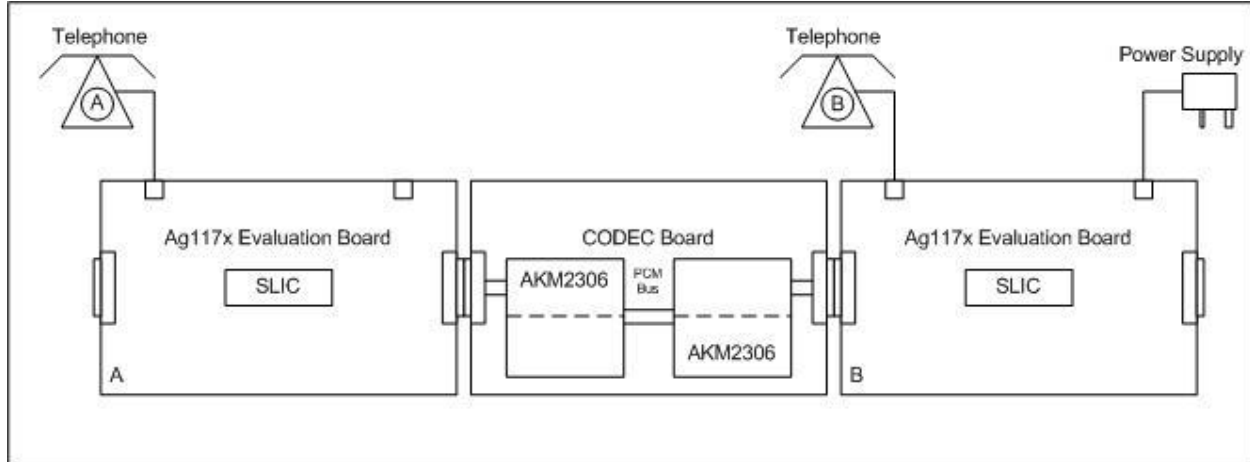 Telephone
Telephone
Power Supply
A
B
Ag117x Evaluation Board
CODEC Board
Ag117x Evaluation Board
SLIC
AKM2306
PCM
Bus
SLIC
AKM2306
A
B